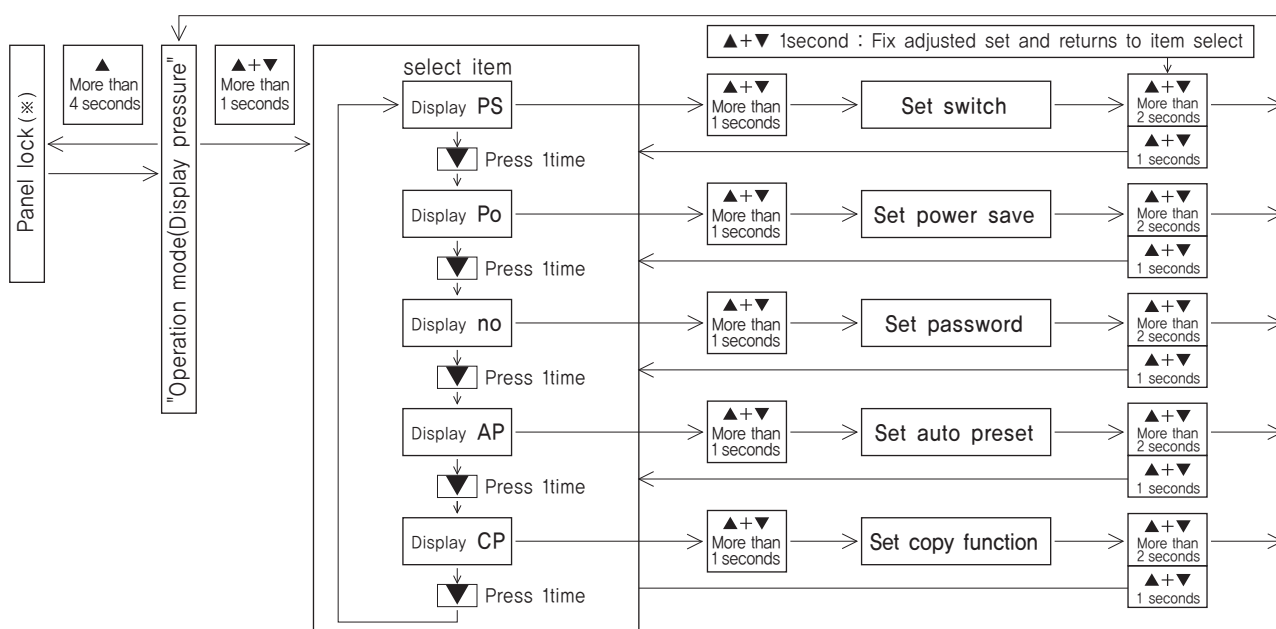 ▲+▼ 1second : Fix adjusted set and returns to item select
Panel lock(※)
▲
More than
4 seconds
"Operation mode(Display pressure"
▲+▼
More than
1 seconds
select item
Display PS
▲+▼
More than
1 seconds
Set switch
▲+▼
More than
2 seconds
▲+▼
1 seconds
▼ Press 1time
Display Po
▲+▼
More than
1 seconds
Set power save
▲+▼
More than
2 seconds
▲+▼
1 seconds
▼ Press 1time
Display no
▲+▼
More than
1 seconds
Set password
▲+▼
More than
2 seconds
▲+▼
1 seconds
▼ Press 1time
Display AP
▲+▼
More than
1 seconds
Set auto preset
▲+▼
More than
2 seconds
▲+▼
1 seconds
▼ Press 1time
Display CP
▲+▼
More than
1 seconds
Set copy function
▲+▼
More than
2 seconds
▲+▼
1 seconds
▼ Press 1time